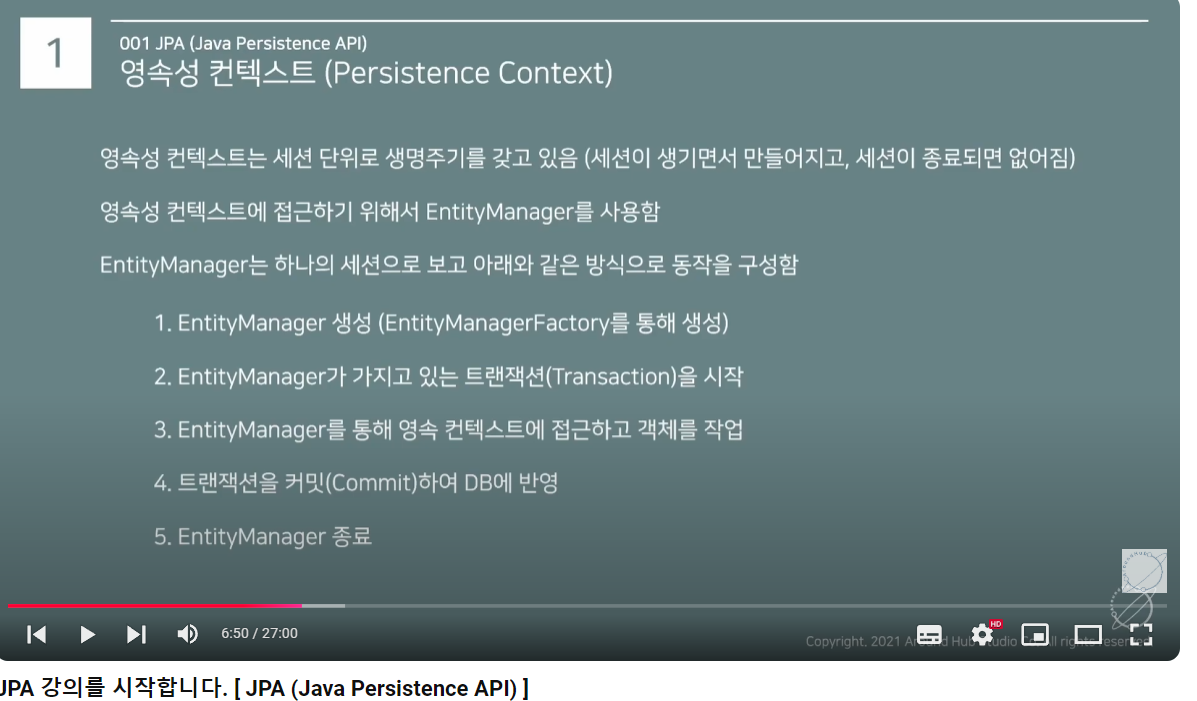 1
001 JPA (Java Persistence API)
영속성 컨텍스트 (Persistence Context)
영속성 컨텍스트는 세션 단위로 생명주기를 갖고 있음 (세션이 생기면서 만들어지고, 세션이 종료되면 없어짐)
영속성 컨텍스트에 접근하기 위해서 EntityManager를 사용함
EntityManager는 하나의 세션으로 보고 아래와 같은 방식으로 동작을 구성함
1. EntityManager 생성 (EntityManagerFactory를 통해 생성)
2. EntityManager가 가지고 있는 트랜잭션(Transaction)을 시작
3. EntityManager를 통해 영속 컨텍스트에 접근하고 객체를 작업
4. 트랜잭션을 커밋(Commit)하여 DB에 반영
5. EntityManager 종료
6:50 / 27:00
HD
Copyright, 2021 Around Hub Studio Co. All rights reserved
JPA 강의를 시작합니다. [ JPA (Java Persistence API) ]